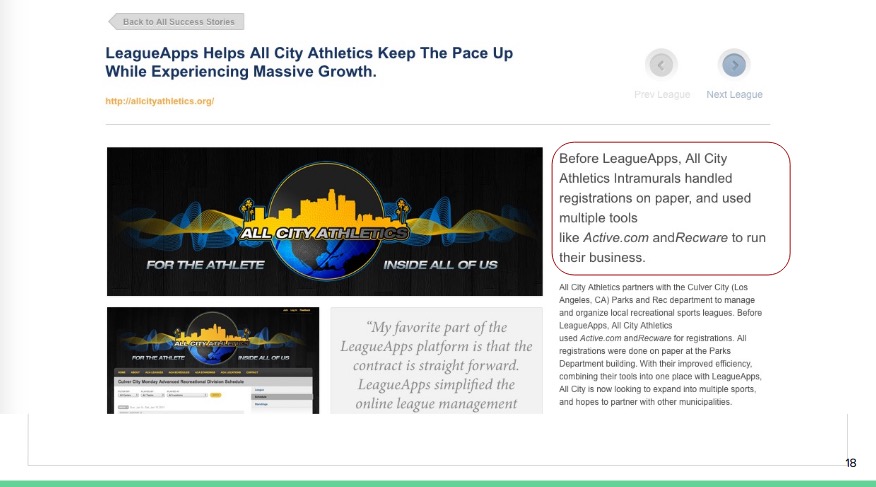 Back to All Success Stories
LeagueApps Helps All City Athletics Keep The Pace Up
While Experiencing Massive Growth.
http://allcityathletics.org/
Prev League
Next League
ALL CITY ATHLETICS
FOR THE ATHLETE
INSIDE ALL OF US
Before LeagueApps, All City
Athletics Intramurals handled
registrations on paper, and used
multiple tools
like Active.com andRecware to run
their business.
All City Athletics partners with the Culver City (Los
Angeles, CA) Parks and Rec department to manage
and organize local recreational sports leagues. Before
LeagueApps, All City Athletics
used Active.com andRecware for registrations. All
registrations were done on paper at the Parks
Department building. With their improved efficiency,
combining their tools into one place with LeagueApps,
All City is now looking to expand into multiple sports,
and hopes to partner with other municipalities.
ALL CITY ATHLETICS
FOR THE ATHLETE
INSIDE ALL OF US
Culver City Monday Advanced Recreational Division Schedule
“My favorite part of the
LeagueApps platform is that the
contract is straight forward.
LeagueApps simplified the
online league management
18